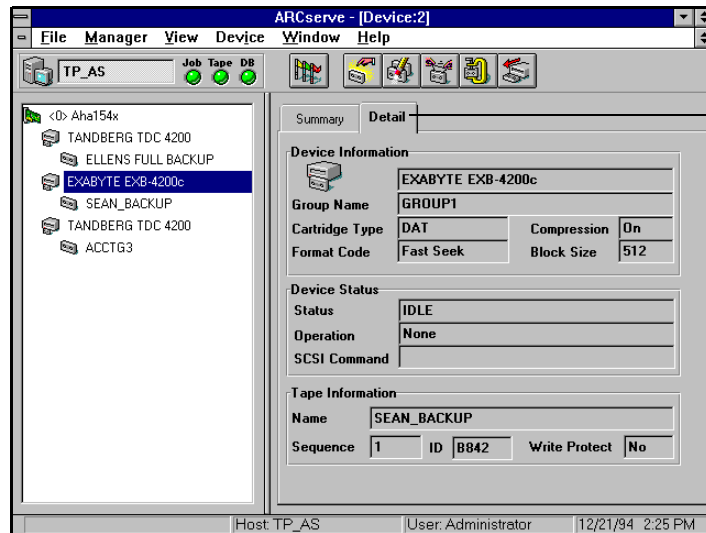 ARCserve - [Device:2]
File Manager View Device Window Help
TP_AS Job Tape DB
<0> Aha154x
TANDBERG TDC 4200
ELLENS FULL BACKUP
EXABYTE EXB-4200c
SEAN_BACKUP
TANDBERG TDC 4200
ACCTG3
Summary Detail
Device Information
EXABYTE EXB-4200c
Group Name GROUP1
Cartridge Type DAT Compression On
Format Code Fast Seek Block Size 512
Device Status
Status IDLE
Operation None
SCSI Command
Tape Information
Name SEAN_BACKUP
Sequence 1 ID B842 Write Protect No
Host: TP_AS User: Administrator 12/21/94 2:25 PM